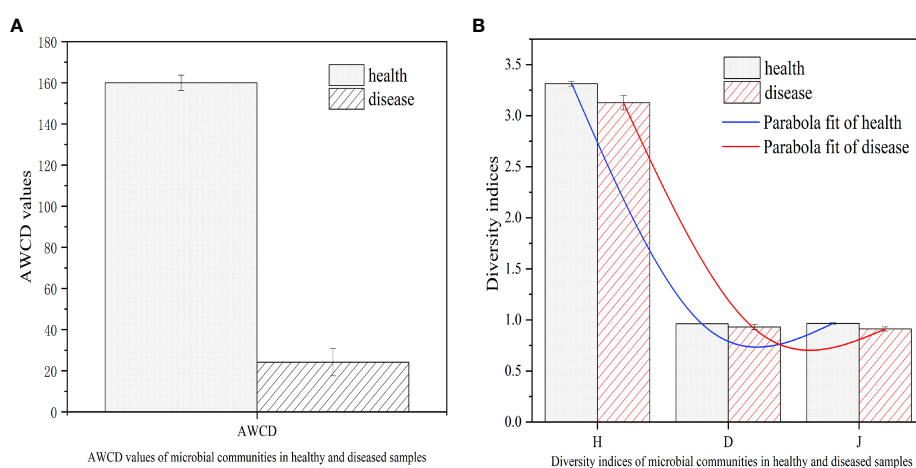 A
AWCD values
180
160
140
120
100
80
60
40
20
0
health
disease
AWCD
AWCD values of microbial communities in healthy and diseased samples
B
Diversity indices
3.5
3.0
2.5
2.0
1.5
1.0
0.5
0.0
health
disease
Parabola fit of health
Parabola fit of disease
H D J
Diversity indices of microbial communities in healthy and diseased samples